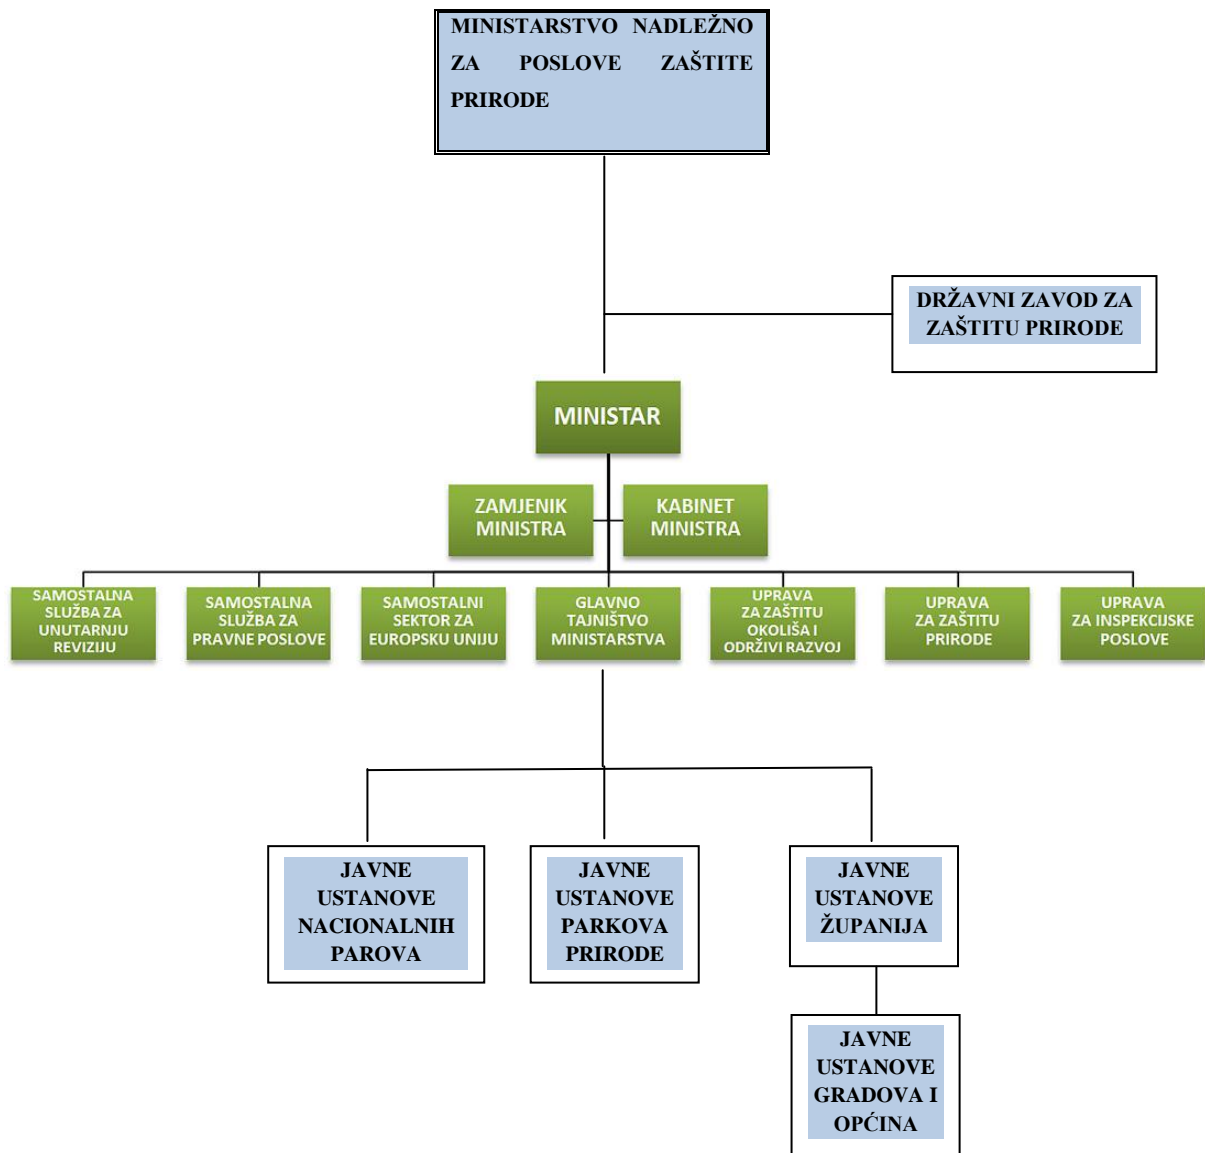 MINISTARSTVO NADLEŽNO
ZA POSLOVE ZAŠTITE
PRIRODE
DRŽAVNI ZAVOD ZA
ZAŠTITU PRIRODE
MINISTAR
ZAMJENIK
MINISTRA
KABINET
MINISTRA
SAMOSTALNA
SLUŽBA ZA
UNUTARNJU
REVIZIJU
SAMOSTALNA
SLUŽBA ZA
PRAVNE POSLOVE
SAMOSTALNI
SEKTOR ZA
EUROPSKU UNIJU
GLAVNO
TAJNIŠTVO
MINISTARSTVA
UPRAVA
ZA ZAŠTITU
OKOLIŠA I
ODRŽIVI RAZVOJ
UPRAVA
ZA ZAŠTITU
PRIRODE
UPRAVA
ZA INSPEKCIJSKE
POSLOVE
JAVNE
USTANOVE
NACIONALNIH
PAROVA
JAVNE
USTANOVE
PARKOVA
PRIRODE
JAVNE
USTANOVE
ŽUPANIJA
JAVNE
USTANOVE
GRADOVA I
OPĆINA